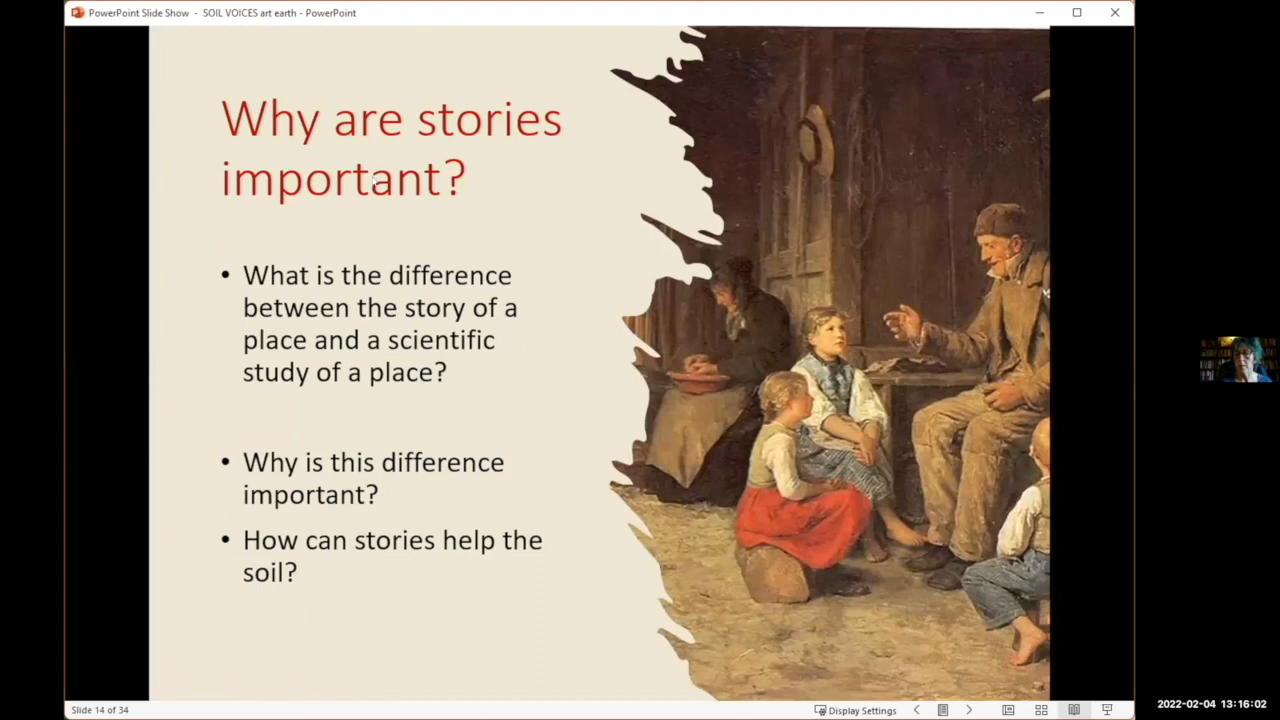 PowerPoint Slide Show - SOIL VOICES art earth - PowerPoint
Why are stories
important?
• What is the difference
between the story of a
place and a scientific
study of a place?
• Why is this difference
important?
• How can stories help the
soil?
Slide 14 of 34
Display Settings
2022-02-04 13:16:02